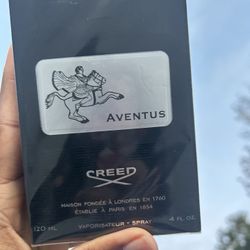 AVENTUS
CREED
MAISON FONDÉE À LONDRES EN 1760
ÉTABLIE À PARIS EN 1854
120 ML 4 FL.OZ.
VAPORISATEUR - SPRAY